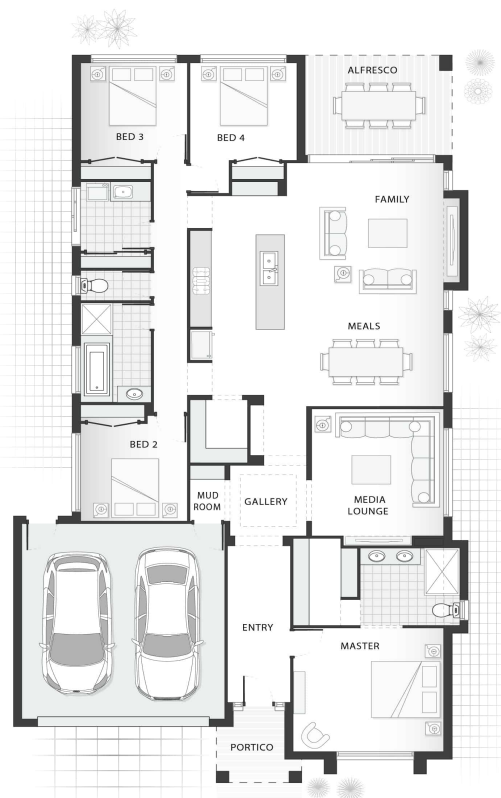 ALFRESCO
BED 3
BED 4
FAMILY
MEALS
BED 2
MUD
ROOM
GALLERY
MEDIA
LOUNGE
ENTRY
MASTER
PORTICO